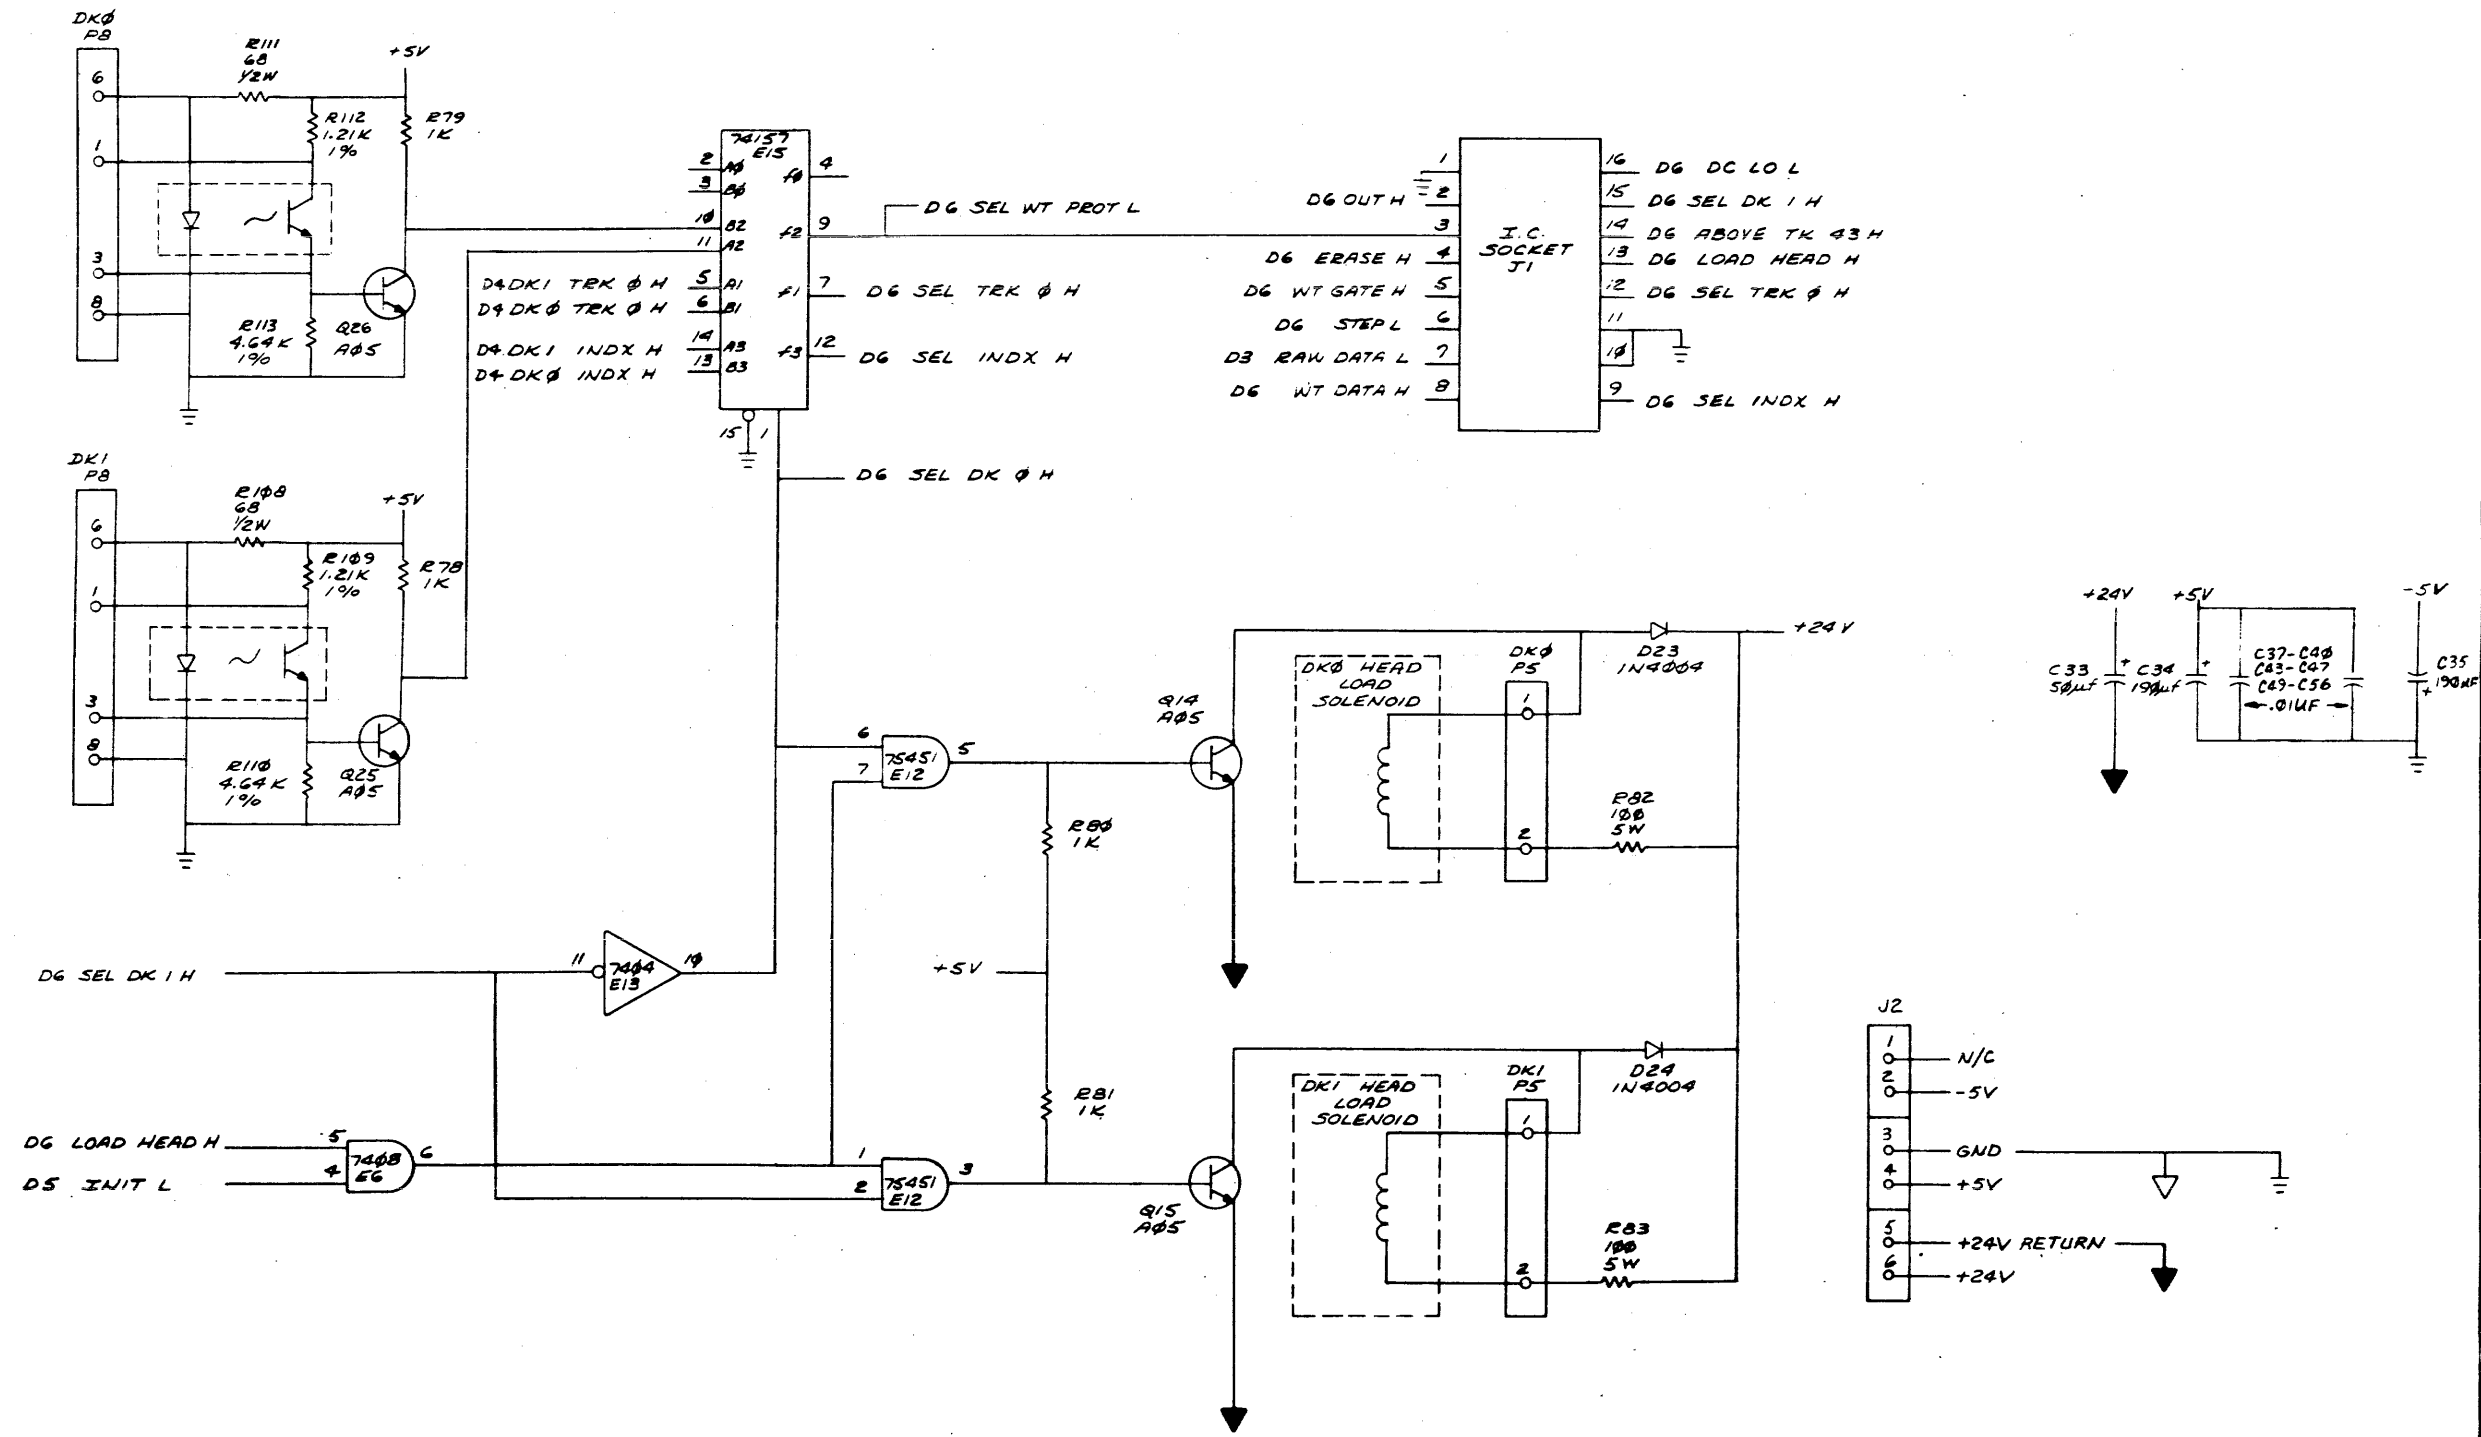 DKØ
P8
6
1
3
8
R111
68
1/2W
+5V
R112
1.21K
1%
R79
1K
R113
4.64K
1%
Q26
AØ5
DK1
P8
6
1
3
8
R1Ø8
68
1/2W
+5V
R1Ø9
1.21K
1%
R78
1K
R11Ø
4.64K
1%
Q25
AØ5
74157
E15
2 AØ
3 BØ
1Ø B2
11 A2
D4 DK1 TRK Ø H 5 A1
D4 DKØ TRK Ø H 6 B1
D4 DK1 INDX H 14 A3
D4 DKØ INDX H 13 B3
fØ 4
f2 9
f1 7
f3 12
15 1
D6 SEL WT PROT L
D6 SEL TRK Ø H
D6 SEL INDX H
D6 SEL DK Ø H
I.C.
SOCKET
J1
1
D6 OUT H 2
3
D6 ERASE H 4
D6 WT GATE H 5
D6 STEP L 6
D3 RAW DATA L 7
D6 WT DATA H 8
16 D6 DC LO L
15 D6 SEL DK 1 H
14 D6 ABOVE TK 43 H
13 D6 LOAD HEAD H
12 D6 SEL TRK Ø H
11
1Ø
9 D6 SEL INDX H
D6 SEL DK 1 H
11 74Ø4 1Ø
E13
D6 LOAD HEAD H 5
D5 INIT L 4
74Ø8
E6
6
6
7
75451
E12
5
1
2
75451
E12
3
R8Ø
1K
+5V
R81
1K
Q14
AØ5
Q15
AØ5
DKØ HEAD
LOAD
SOLENOID
DKØ
P5
1
2
D23
1N4ØØ4
+24V
R82
1ØØ
5W
DK1 HEAD
LOAD
SOLENOID
DK1
P5
1
2
D24
1N4004
R83
1ØØ
5W
+24V
C33
5Øµf
+
+5V
C34
19Øµf
+
C37-C4Ø
C43-C47
C49-C56
.Ø1UF
-5V
C35
19ØµF
+
J2
1 N/C
2 -5V
3 GND
4 +5V
5 +24V RETURN
6 +24V